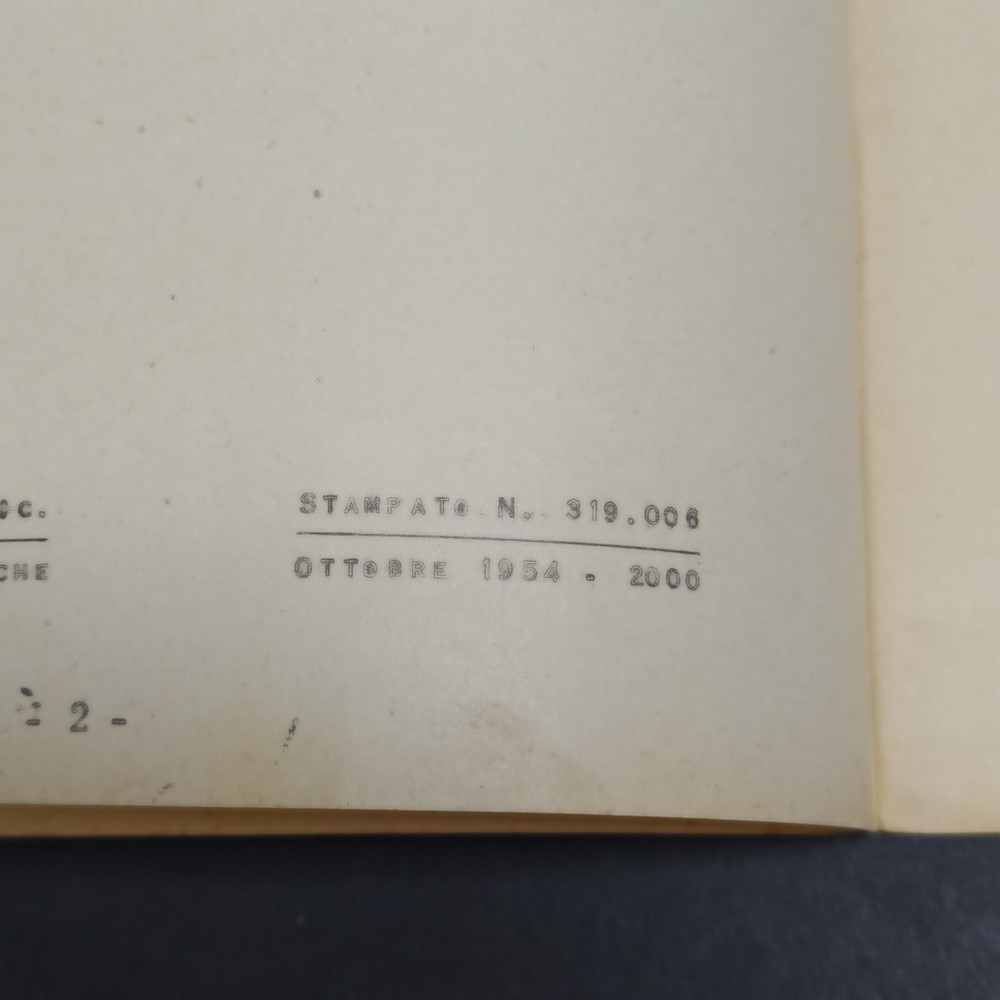 STAMPATO N. 319.006
OTTOBRE 1954 - 2000
- 2 -